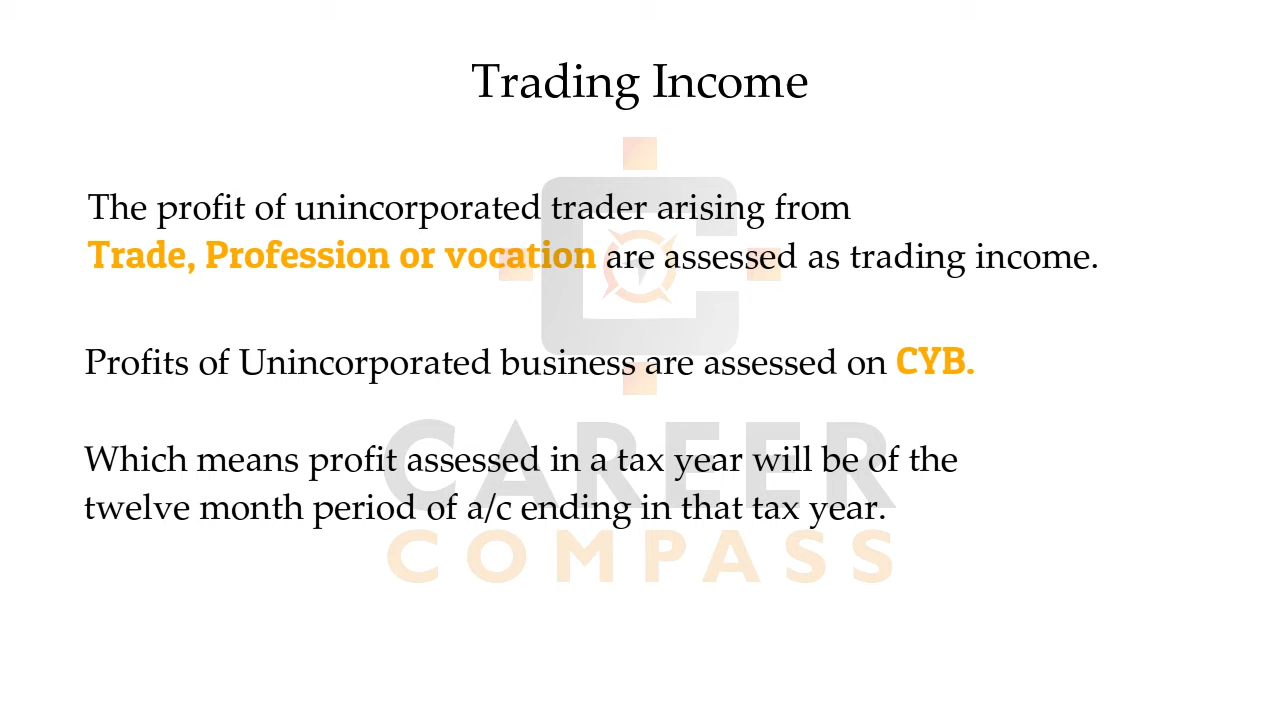 Trading Income
The profit of unincorporated trader arising from
Trade, Profession or vocation are assessed as trading income.
Profits of Unincorporated business are assessed on CYB.
Which means profit assessed in a tax year will be of the
twelve month period of a/c ending in that tax year.
CAREER
COMPASS